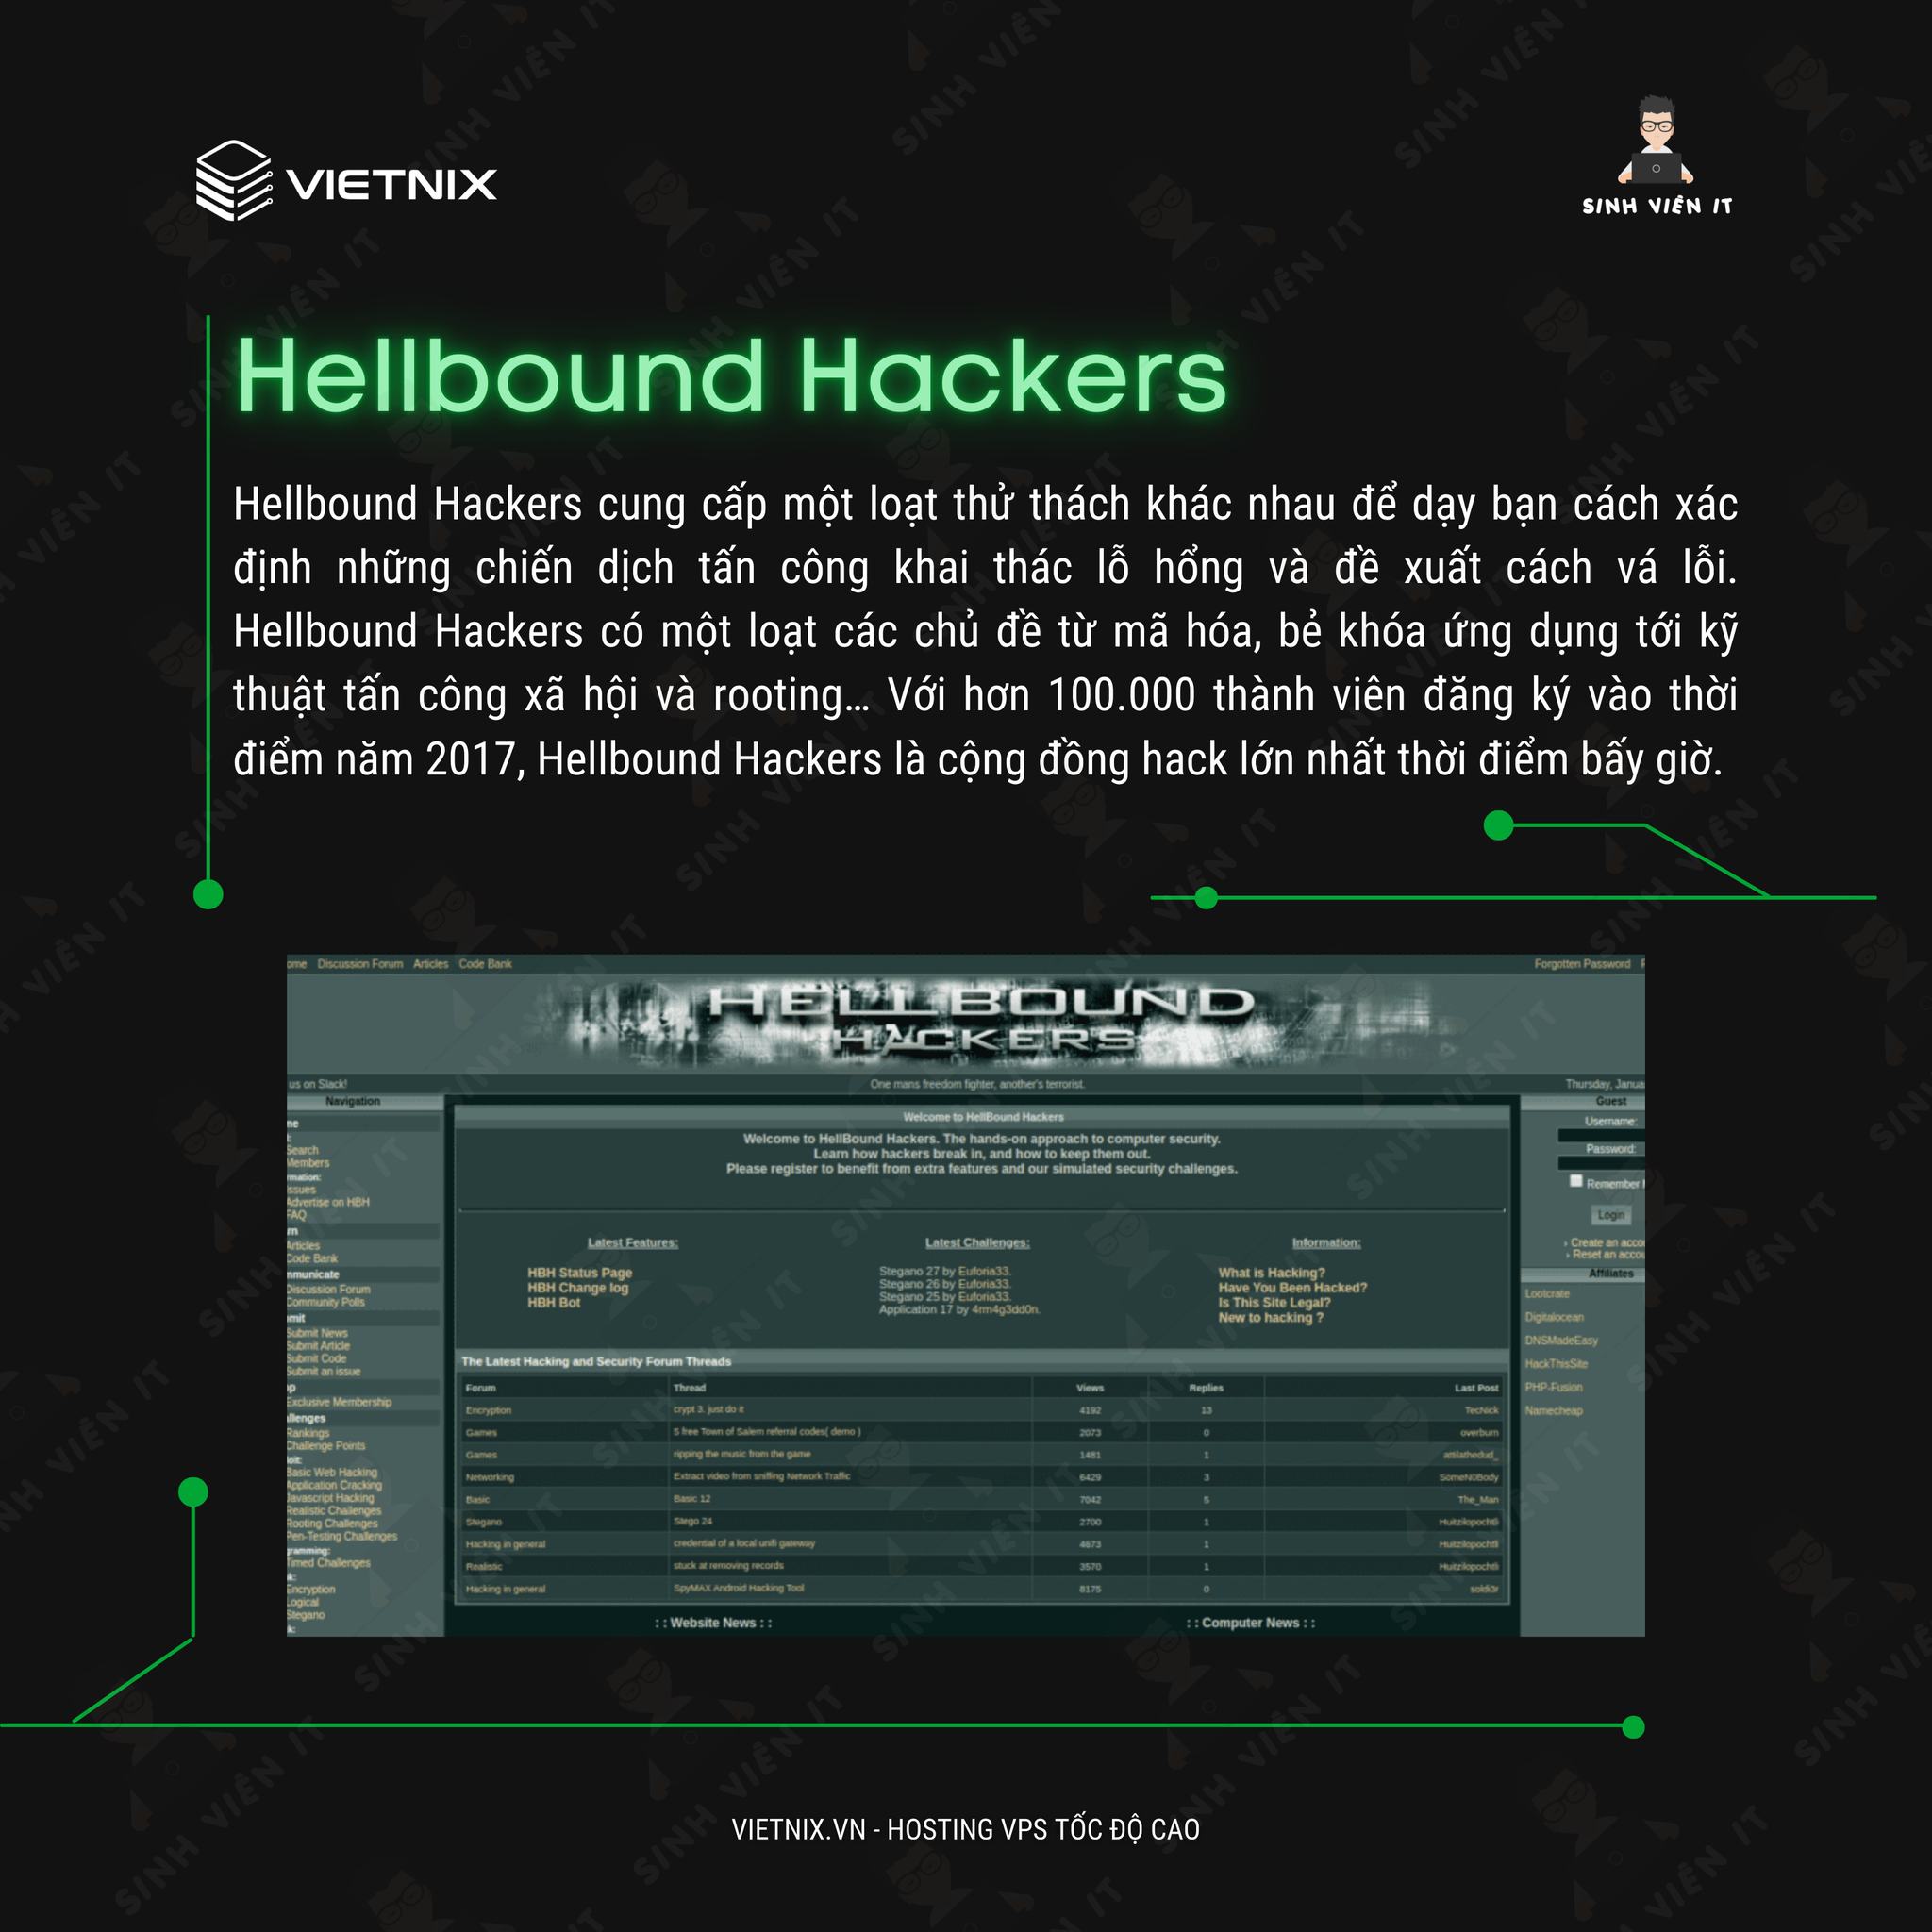 VIETNIX
SINH VIÊN IT
Hellbound Hackers
Hellbound Hackers cung cấp một loạt thử thách khác nhau để dạy bạn cách xác
định những chiến dịch tấn công khai thác lỗ hổng và đề xuất cách vá lỗi.
Hellbound Hackers có một loạt các chủ đề từ mã hóa, bẻ khóa ứng dụng tới kỹ
thuật tấn công xã hội và rooting... Với hơn 100.000 thành viên đăng ký vào thời
điểm năm 2017, Hellbound Hackers là cộng đồng hack lớn nhất thời điểm bấy giờ.
ome Discussion Forum Articles Code Bank Forgotten Password
HELLBOUND
HACKERS
us on Slack! One mans freedom fighter, another's terrorist. Thursday, Janua
Navigation
me
Search
Members
rmation:
Issues
Advertise on HBH
FAQ
rn
Articles
Code Bank
mmunicate
Discussion Forum
Community Polls
mit
Submit News
Submit Article
Submit Code
Submit an issue
op
Exclusive Membership
llenges
Rankings
Challenge Points
loit:
Basic Web Hacking
Application Cracking
Javascript Hacking
Realistic Challenges
Rooting Challenges
Pen-Testing Challenges
gramming:
Timed Challenges
Encryption
Logical
Stegano
Welcome to HellBound Hackers
Welcome to HellBound Hackers. The hands-on approach to computer security.
Learn how hackers break in, and how to keep them out.
Please register to benefit from extra features and our simulated security challenges.
Latest Features:
HBH Status Page
HBH Change log
HBH Bot
Latest Challenges:
Stegano 27 by Euforia33.
Stegano 26 by Euforia33.
Stegano 25 by Euforia33.
Application 17 by 4rm4g3dd0n.
Information:
What is Hacking?
Have You Been Hacked?
Is This Site Legal?
New to hacking ?
The Latest Hacking and Security Forum Threads
Forum Thread Views Replies Last Post
Encryption crypt 3. just do it 4192 13 TecNick
Games 5 free Town of Salem referral codes( demo ) 2073 0 overburn
Games ripping the music from the game 1481 1 attilathedud_
Networking Extract video from sniffing Network Traffic 6429 3 SomeN0Body
Basic Basic 12 7042 5 The_Man
Stegano Stego 24 2700 1 Huitzilopochtli
Hacking in general credential of a local unifi gateway 4673 1 Huitzilopochtli
Realistic stuck at removing records 3570 1 Huitzilopochtli
Hacking in general SpyMAX Android Hacking Tool 8175 0 soldi3r
: : Website News : : : : Computer News : :
Guest
Username:
Password:
Remember
Login
› Create an acco
› Reset an accou
Affiliates
Lootcrate
Digitalocean
DNSMadeEasy
HackThisSite
PHP-Fusion
Namecheap
VIETNIX.VN - HOSTING VPS TỐC ĐỘ CAO